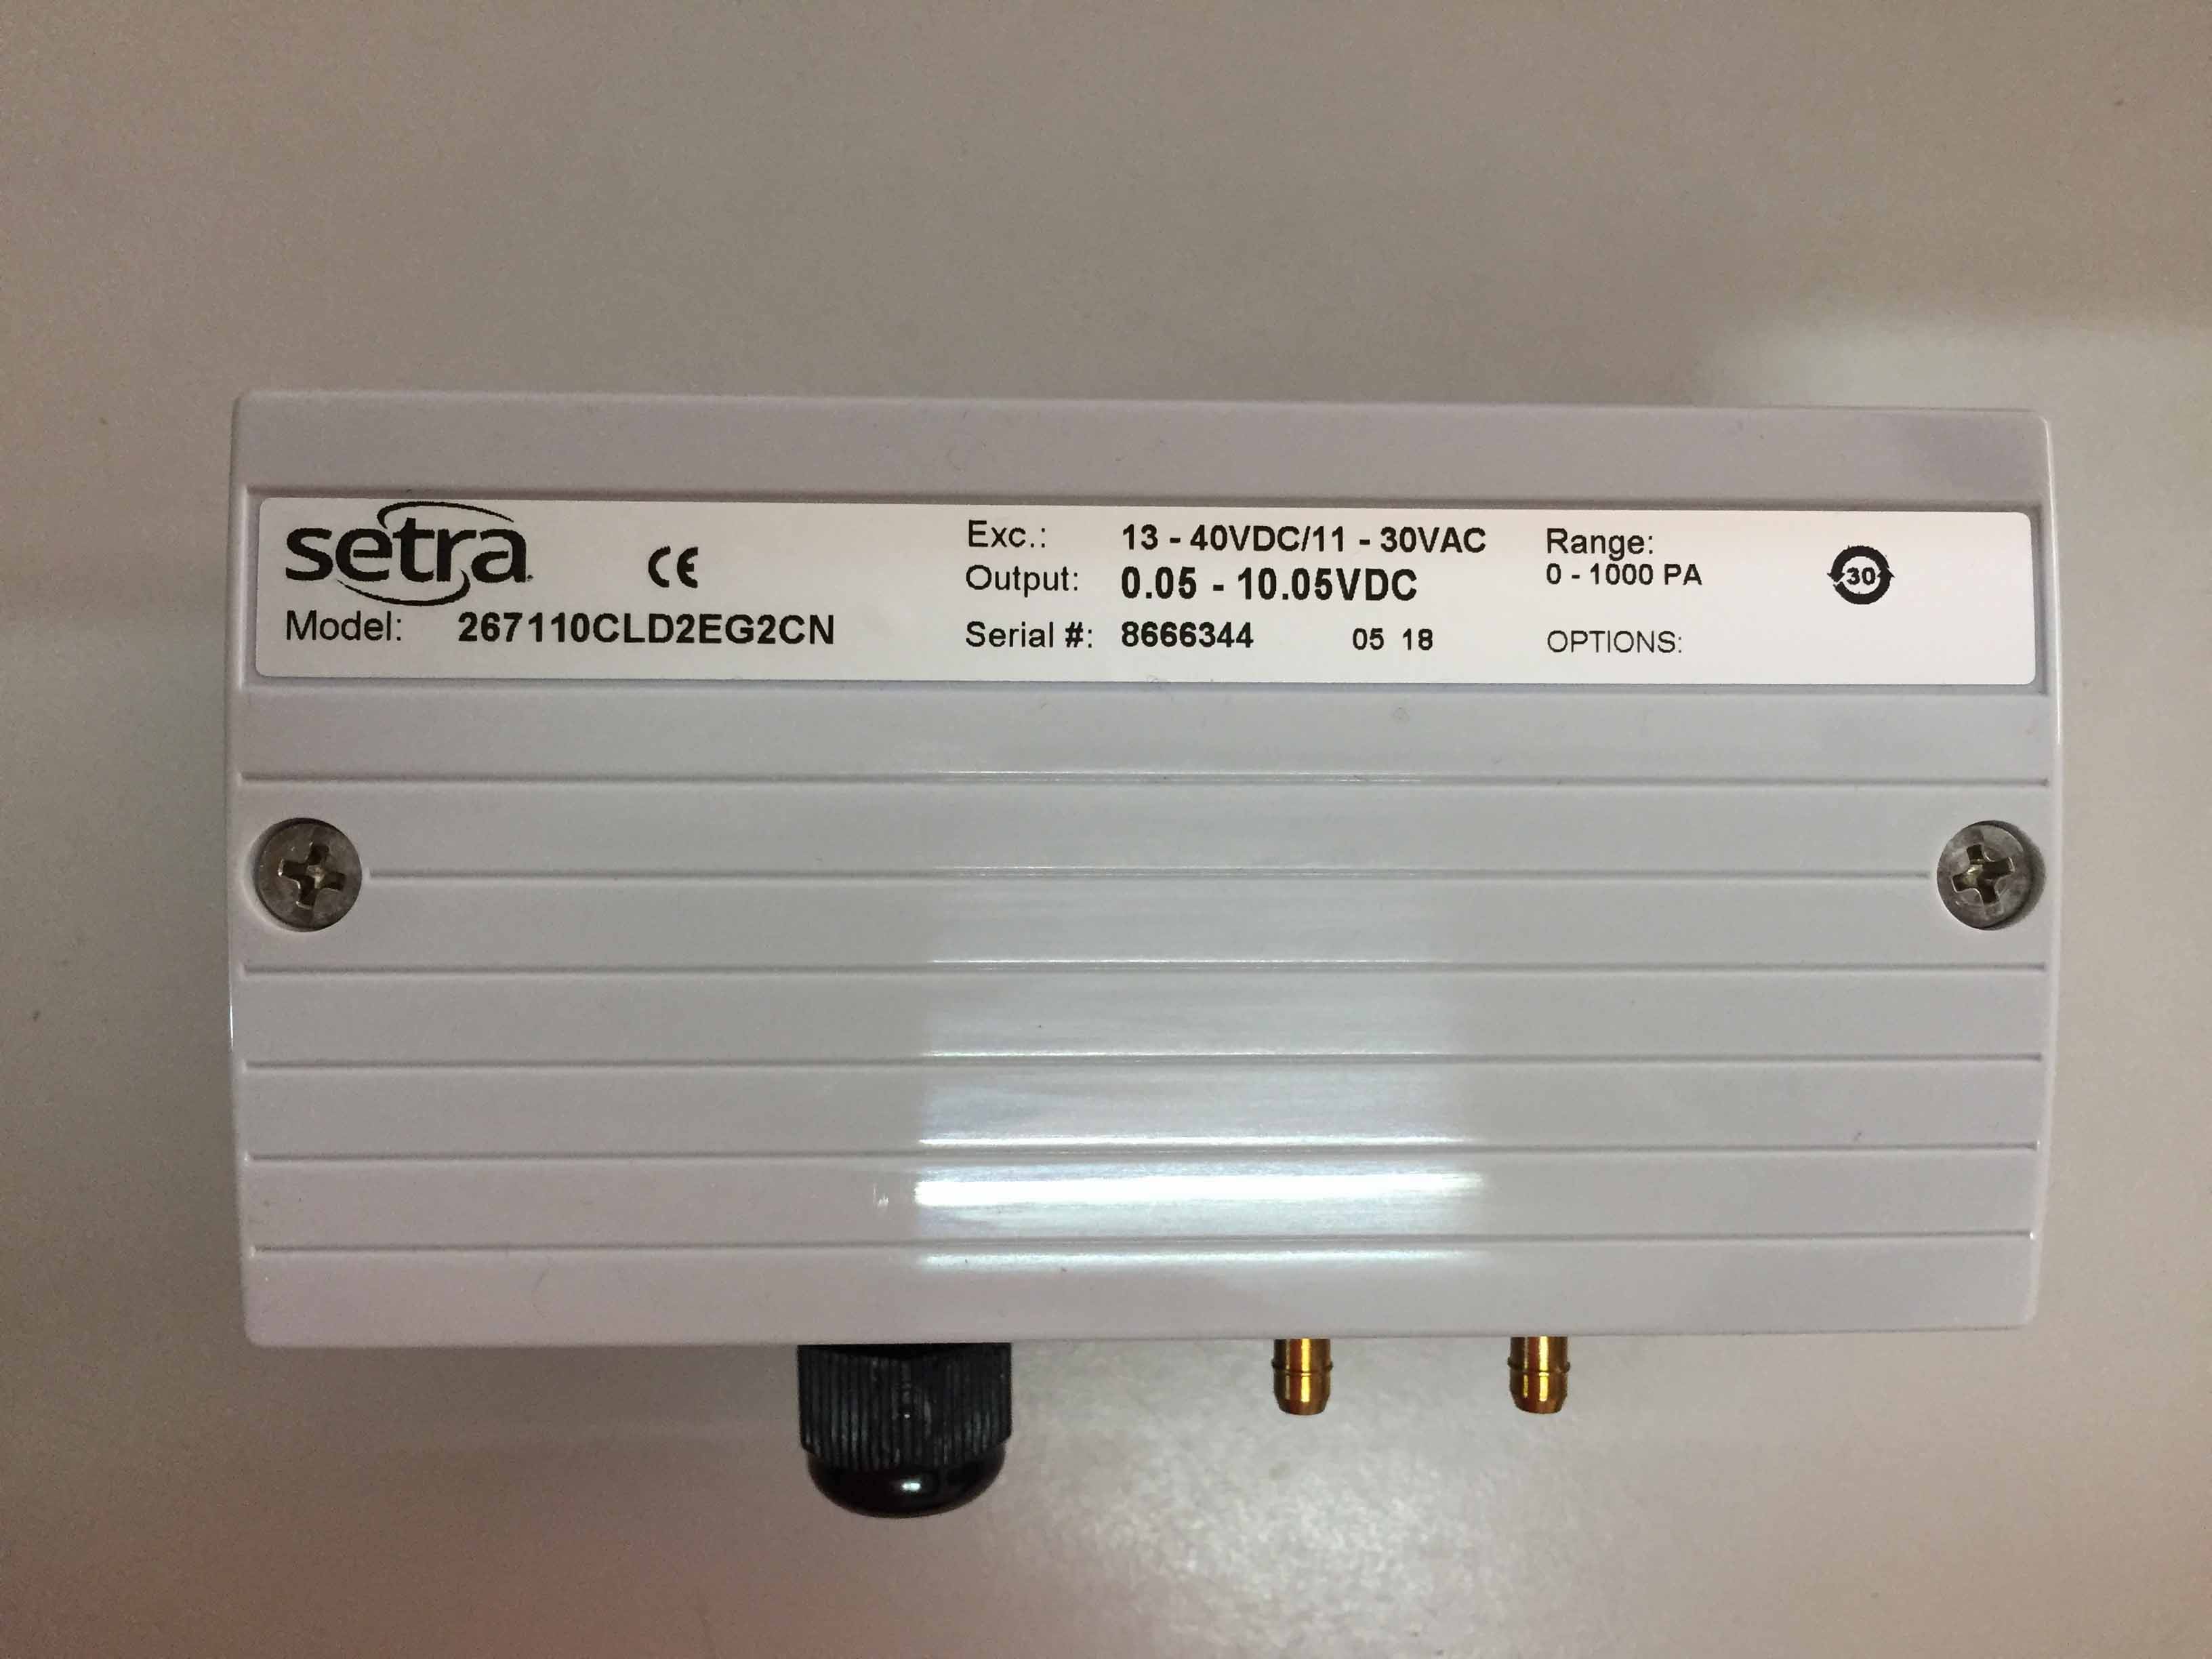 setra
CE
Model: 267110CLD2EG2CN
Exc.: 13 - 40VDC/11 - 30VAC
Output: 0.05 - 10.05VDC
Serial #: 8666344 05 18
Range:
0 - 1000 PA
OPTIONS:
30